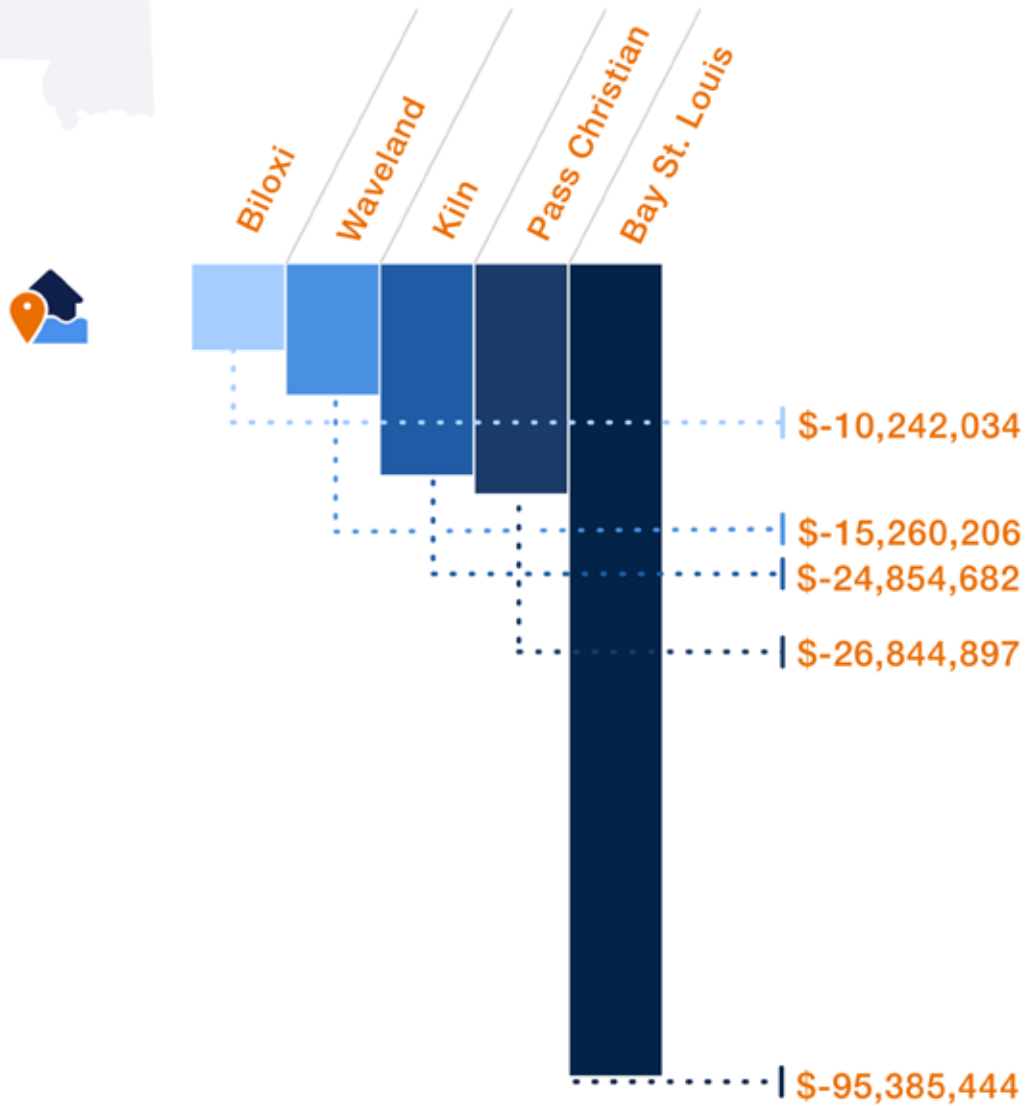 Biloxi
Waveland
Kiln
Pass Christian
Bay St. Louis
$-10,242,034
$-15,260,206
$-24,854,682
$-26,844,897
$-95,385,444